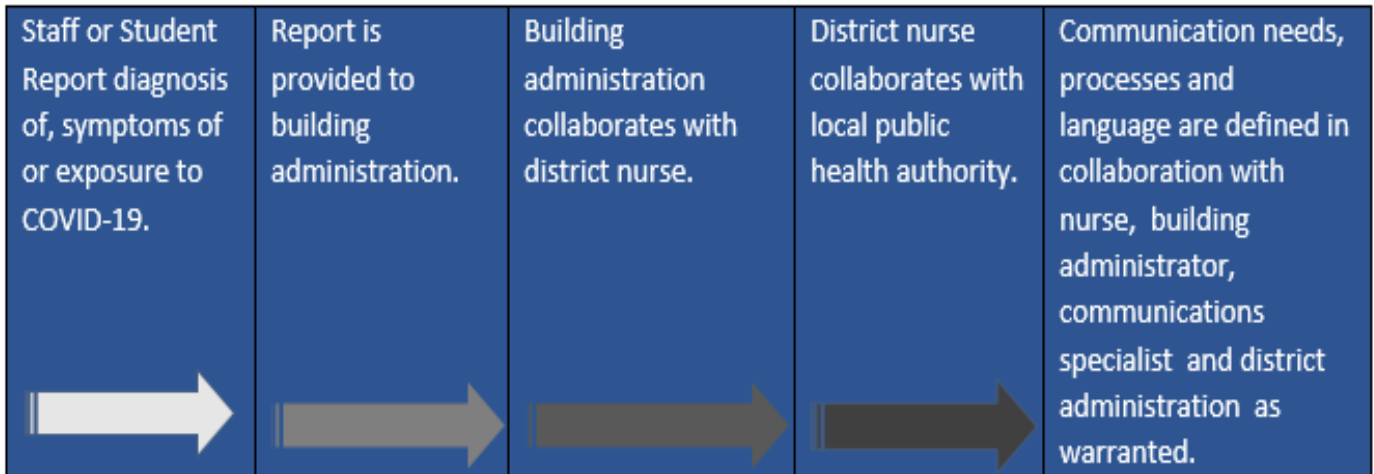 Staff or Student
Report diagnosis
of, symptoms of
or exposure to
COVID-19.
Report is
provided to
building
administration.
Building
administration
collaborates with
district nurse.
District nurse
collaborates with
local public
health authority.
Communication needs,
processes and
language are defined in
collaboration with
nurse, building
administrator,
communications
specialist and district
administration as
warranted.